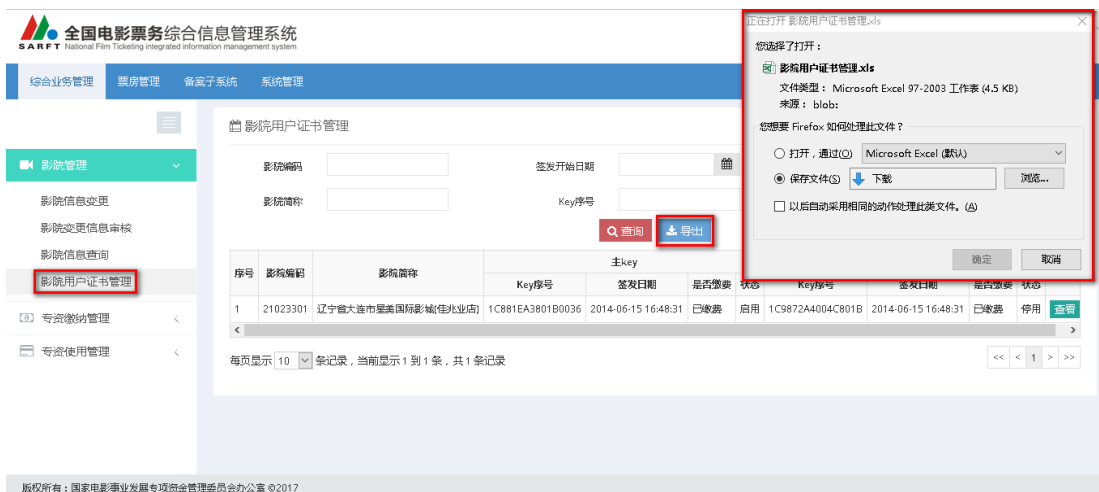 全国电影票务综合信息管理系统
SARFT National Film Ticketing integrated information management system
综合业务管理 票房管理 备案子系统 系统管理
影院管理
影院信息变更
影院变更信息审核
影院信息查询
影院用户证书管理
专资缴纳管理
专资使用管理
影院用户证书管理
影院编码 签发开始日期
影院简称 Key序号
查询 导出
序号 影院编码 影院简称 主key
Key序号 签发日期 是否缴费 状态 Key序号 签发日期 是否缴费 状态
1 21023301 辽宁省大连市星美国际影城(佳兆业店) 1C881EA3801B0036 2014-06-15 16:48:31 已缴费 启用 1C9872A4004C801B 2014-06-15 16:48:31 已缴费 停用 查看
每页显示 10 条记录，当前显示 1 到 1 条，共 1 条记录
<< < 1 > >>
正在打开 影院用户证书管理.xls
您选择了打开：
影院用户证书管理.xls
文件类型： Microsoft Excel 97-2003 工作表 (4.5 KB)
来源： blob:
您想要 Firefox 如何处理此文件？
打开，通过(O) Microsoft Excel (默认)
保存文件(S) 下载 浏览...
以后自动采用相同的动作处理此类文件。(A)
确定 取消
版权所有：国家电影事业发展专项资金管理委员会办公室 ©2017